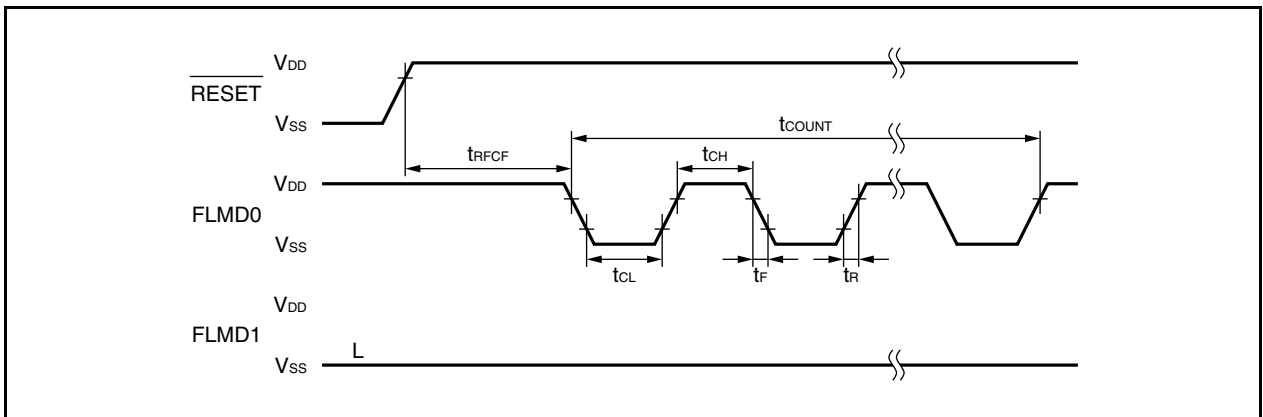 VDD
RESET
VSS
tCOUNT
tRFCF
tCH
VDD
FLMD0
VSS
tCL
tF
tR
VDD
FLMD1
L
VSS